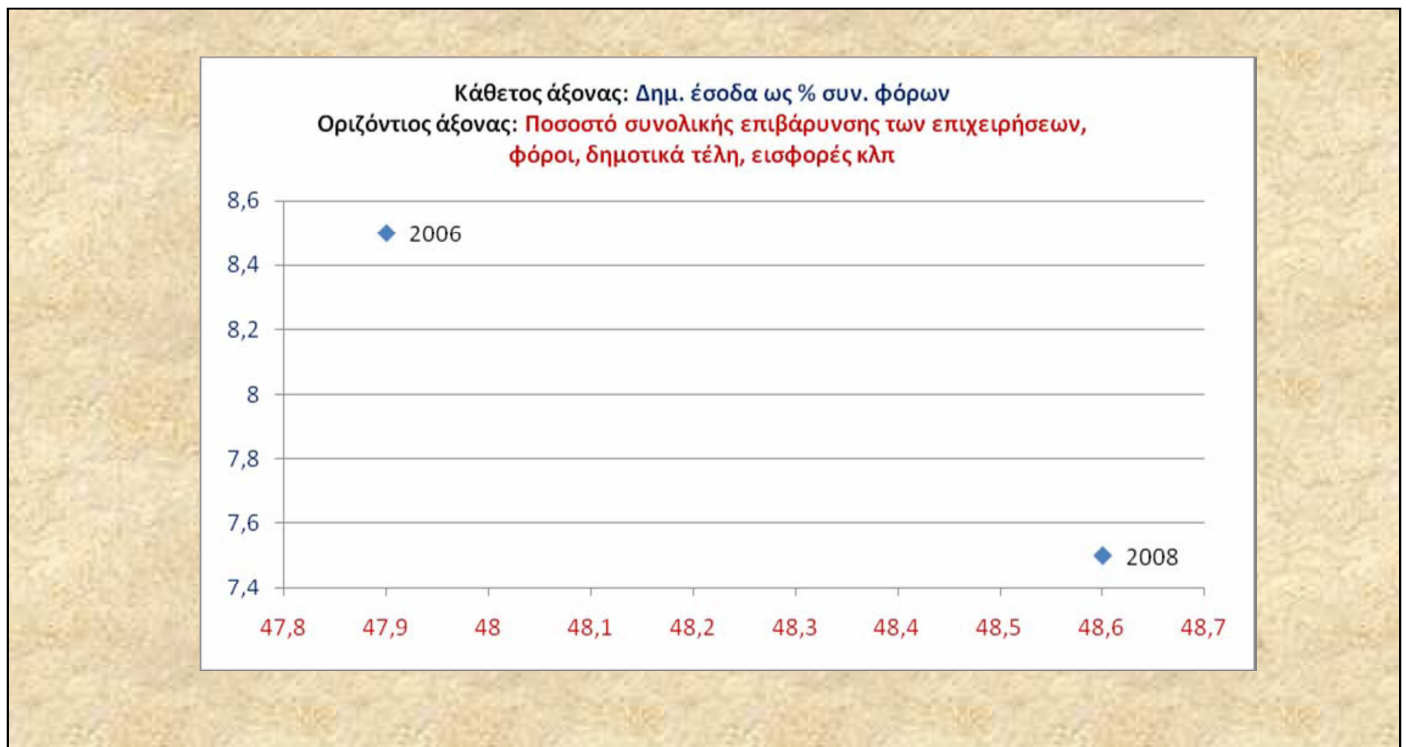 Κάθετος άξονας: Δημ. έσοδα ως % συν. φόρων
Οριζόντιος άξονας: Ποσοστό συνολικής επιβάρυνσης των επιχειρήσεων,
φόροι, δημοτικά τέλη, εισφορές κλπ
8,6
2006
8,4
8,2
8
7,8
7,6
2008
7,4
47,8 47,9 48 48,1 48,2 48,3 48,4 48,5 48,6 48,7